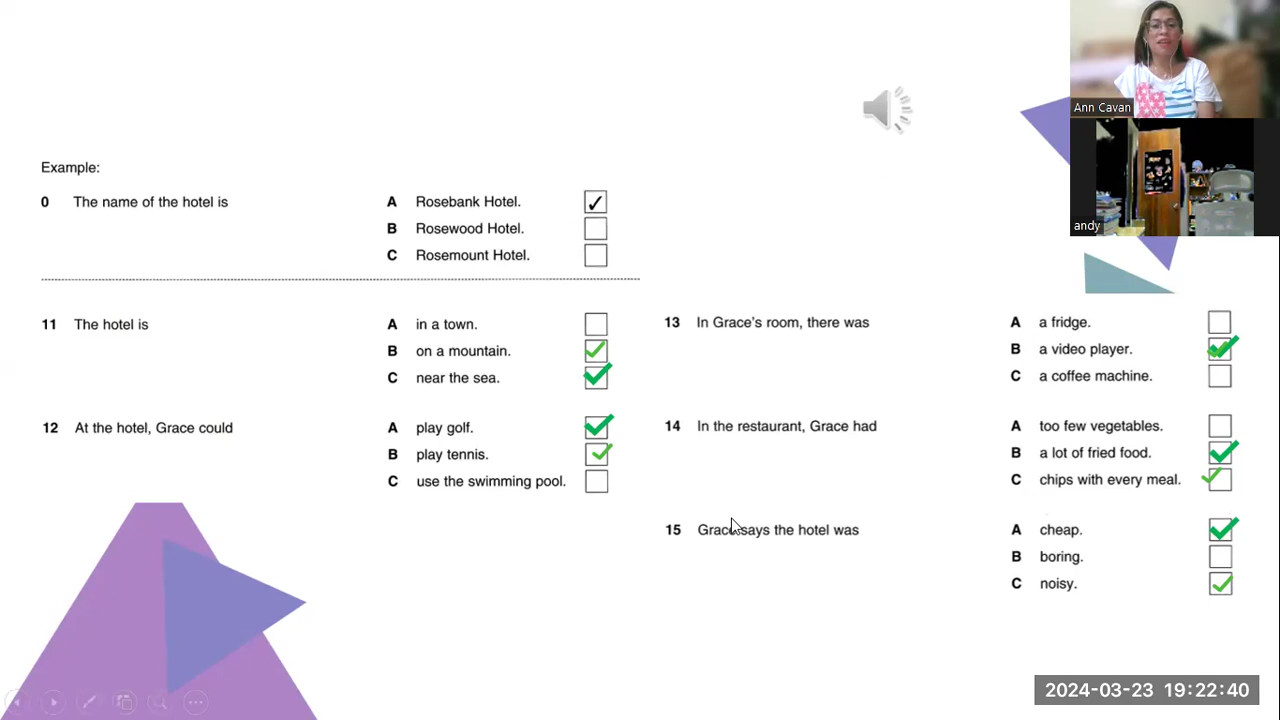 Ann Cavan
andy
Example:
0 The name of the hotel is
A Rosebank Hotel.
B Rosewood Hotel.
C Rosemount Hotel.
11 The hotel is
A in a town.
B on a mountain.
C near the sea.
12 At the hotel, Grace could
A play golf.
B play tennis.
C use the swimming pool.
13 In Grace's room, there was
A a fridge.
B a video player.
C a coffee machine.
14 In the restaurant, Grace had
A too few vegetables.
B a lot of fried food.
C chips with every meal.
15 Grace says the hotel was
A cheap.
B boring.
C noisy.
2024-03-23 19:22:40